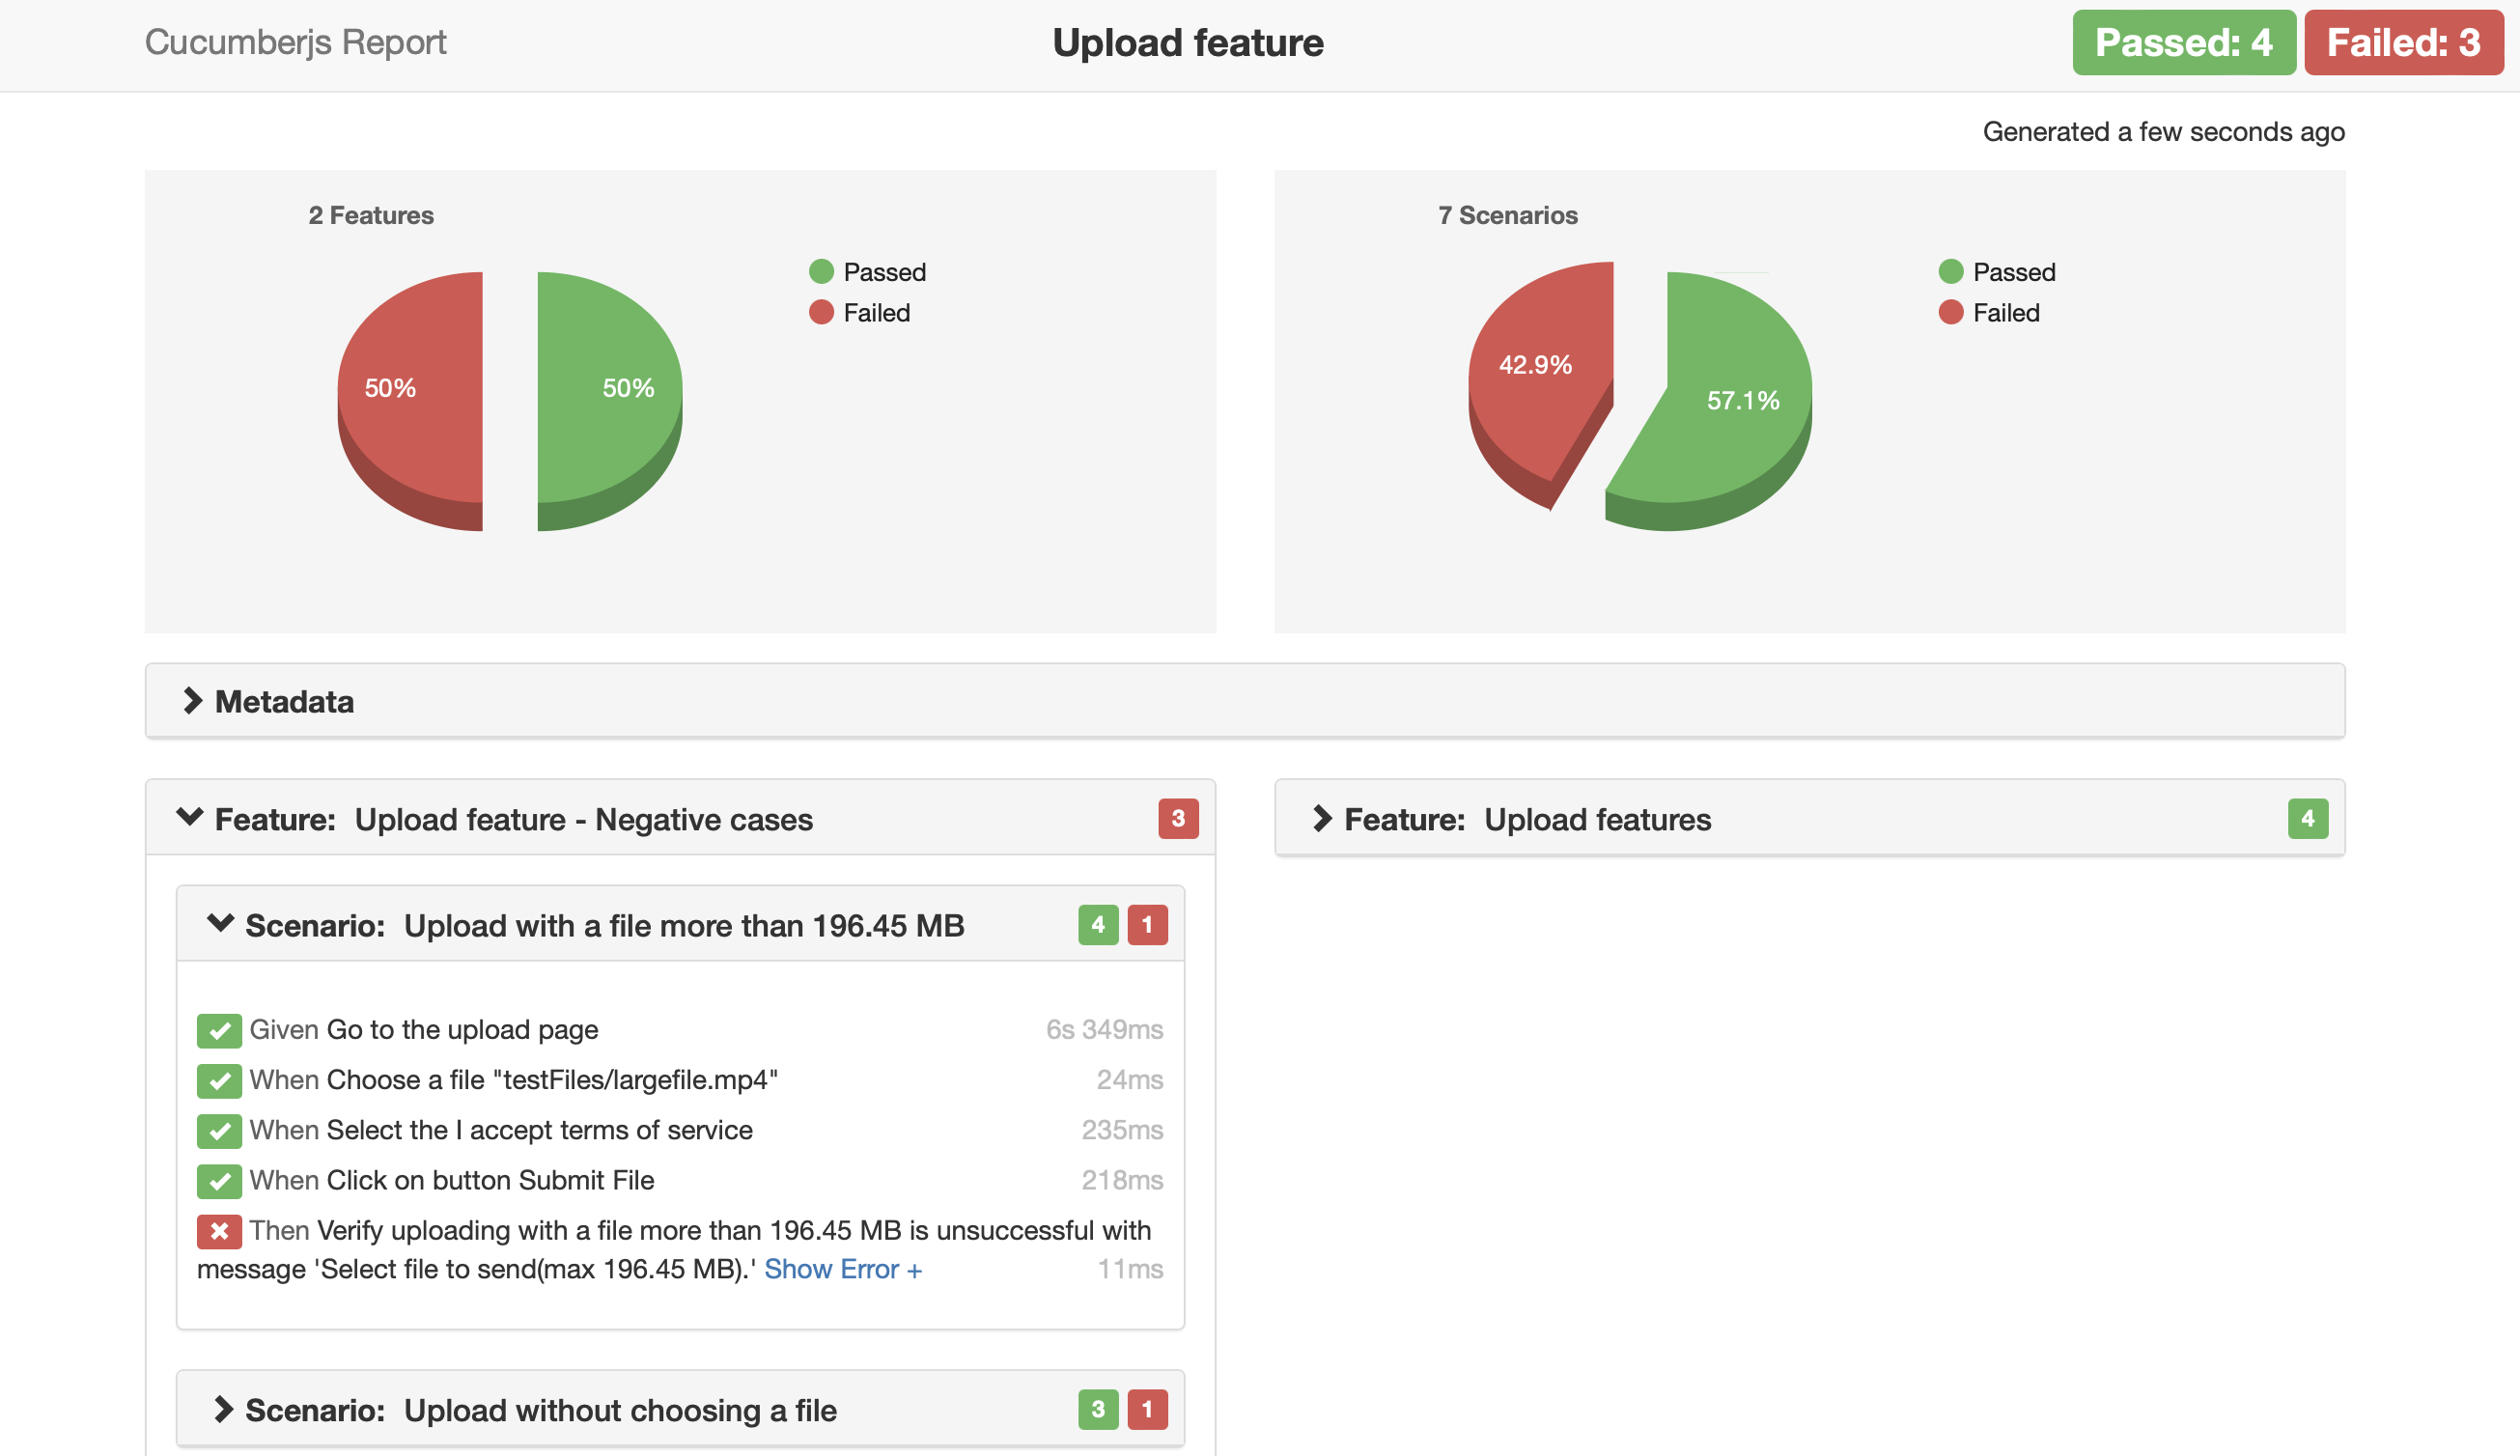 Cucumberjs Report
Upload feature
Passed: 4
Failed: 3
Generated a few seconds ago
2 Features
Passed
Failed
50%
50%
7 Scenarios
Passed
Failed
42.9%
57.1%
Metadata
Feature: Upload feature - Negative cases
3
Feature: Upload features
4
Scenario: Upload with a file more than 196.45 MB
4
1
Given Go to the upload page 6s 349ms
When Choose a file "testFiles/largefile.mp4" 24ms
When Select the I accept terms of service 235ms
When Click on button Submit File 218ms
Then Verify uploading with a file more than 196.45 MB is unsuccessful with
message 'Select file to send(max 196.45 MB).' Show Error + 11ms
Scenario: Upload without choosing a file
3
1